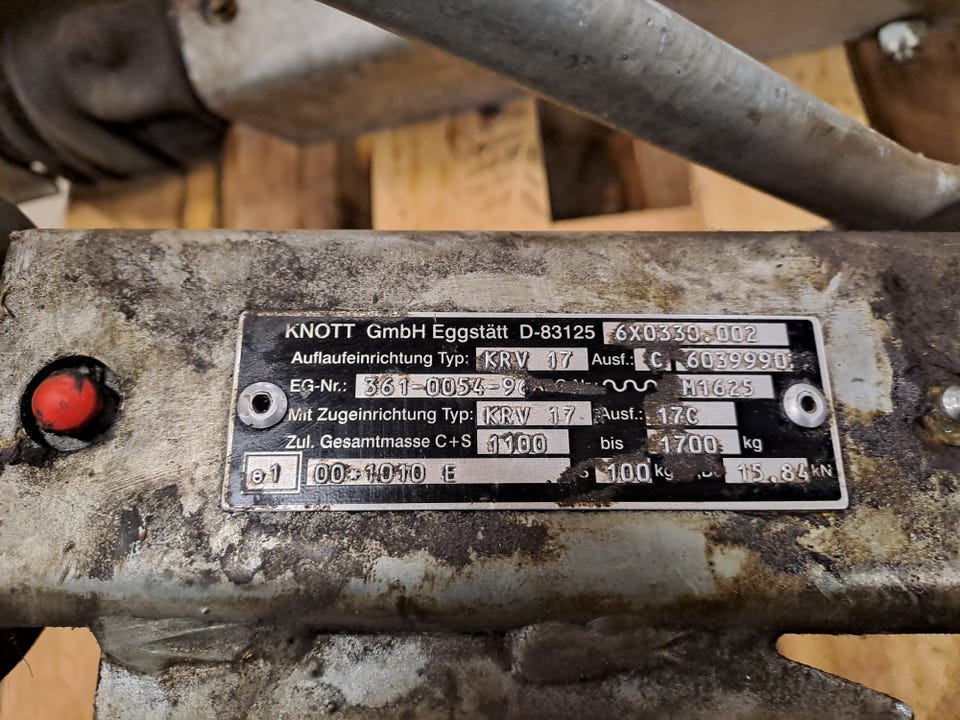 KNOTT GmbH Eggstätt D-83125 6X0330.002
Auflaufeinrichtung Typ: KRV 17 Ausf.: C 6039990
EG-Nr.: 361-0054-96 M1625
Mit Zugeinrichtung Typ: KRV 17 Ausf.: 17C
Zul. Gesamtmasse C+S 1100 bis 1700 kg
e1 00*1010 E S 100 kg 15.84 kN